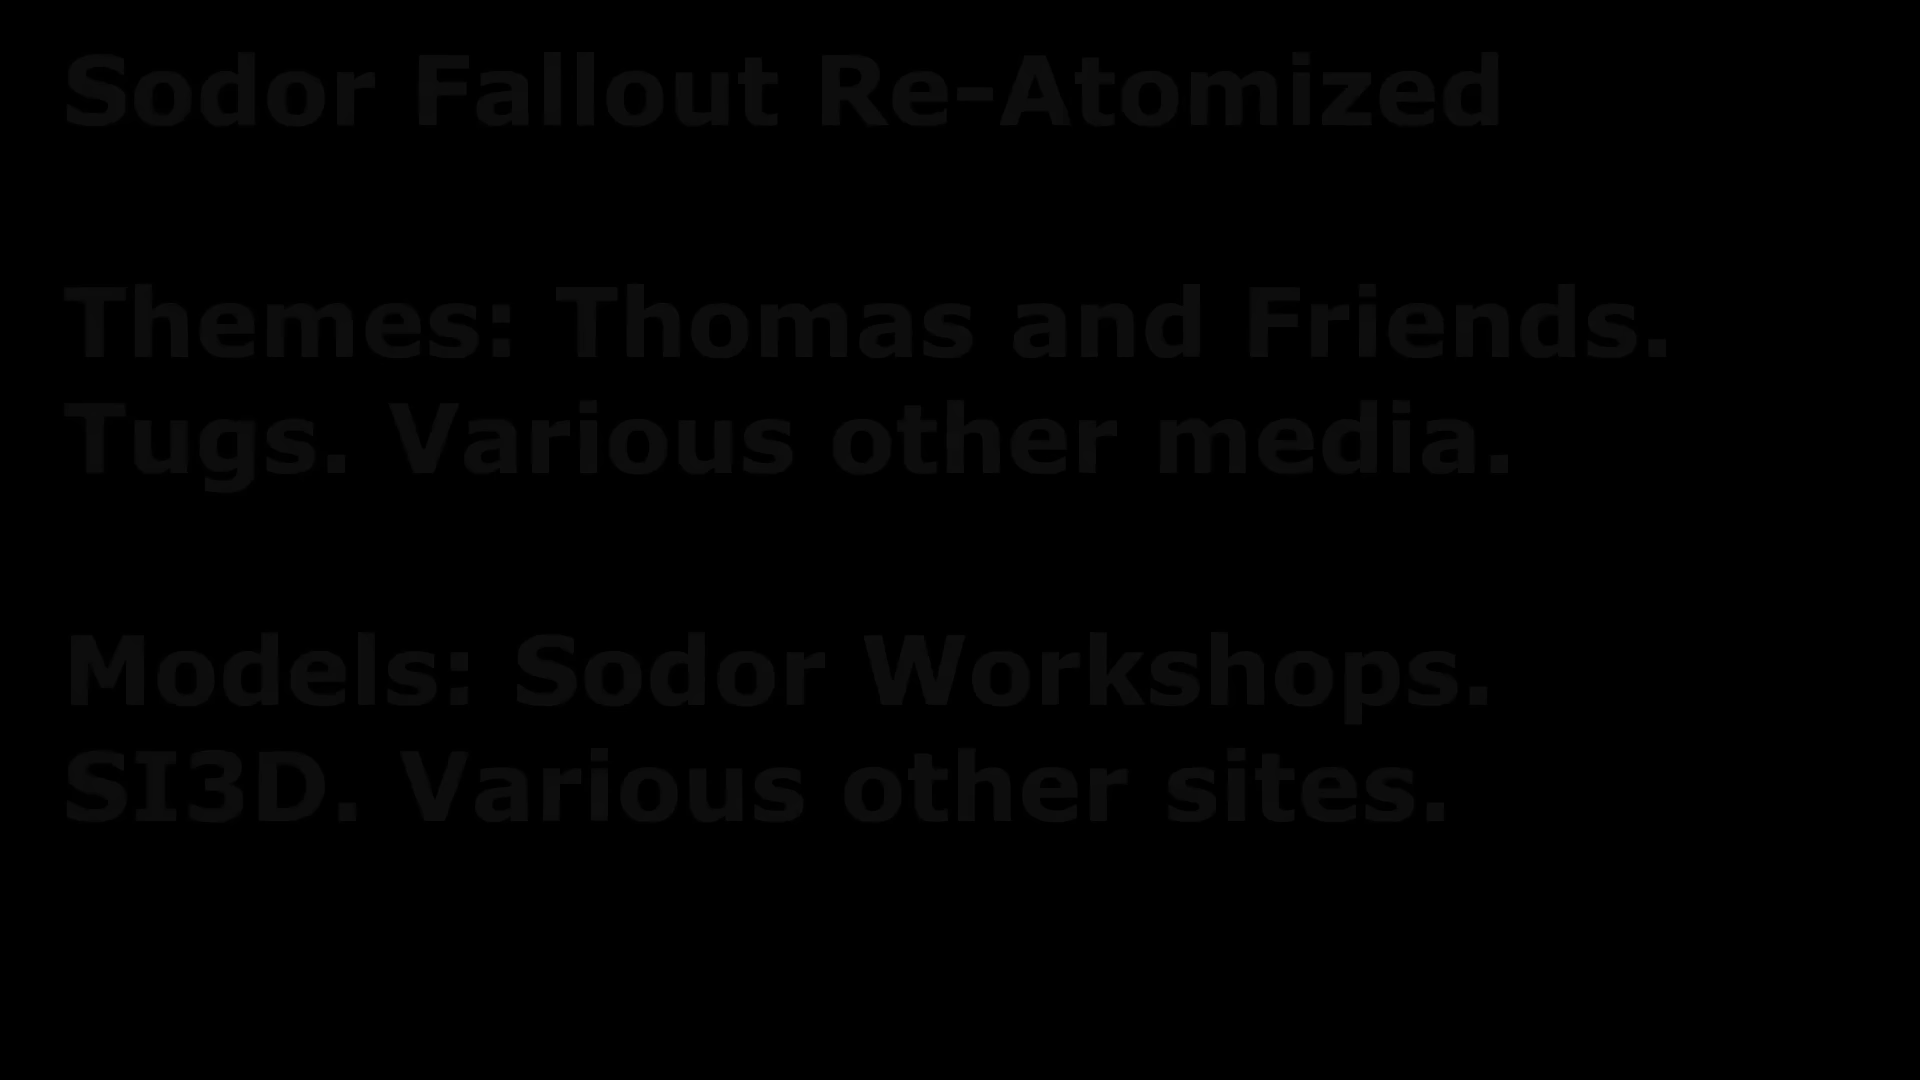 Sodor Fallout Re-Atomized
Themes: Thomas and Friends.
Tugs. Various other media.
Models: Sodor Workshops.
SI3D. Various other sites.